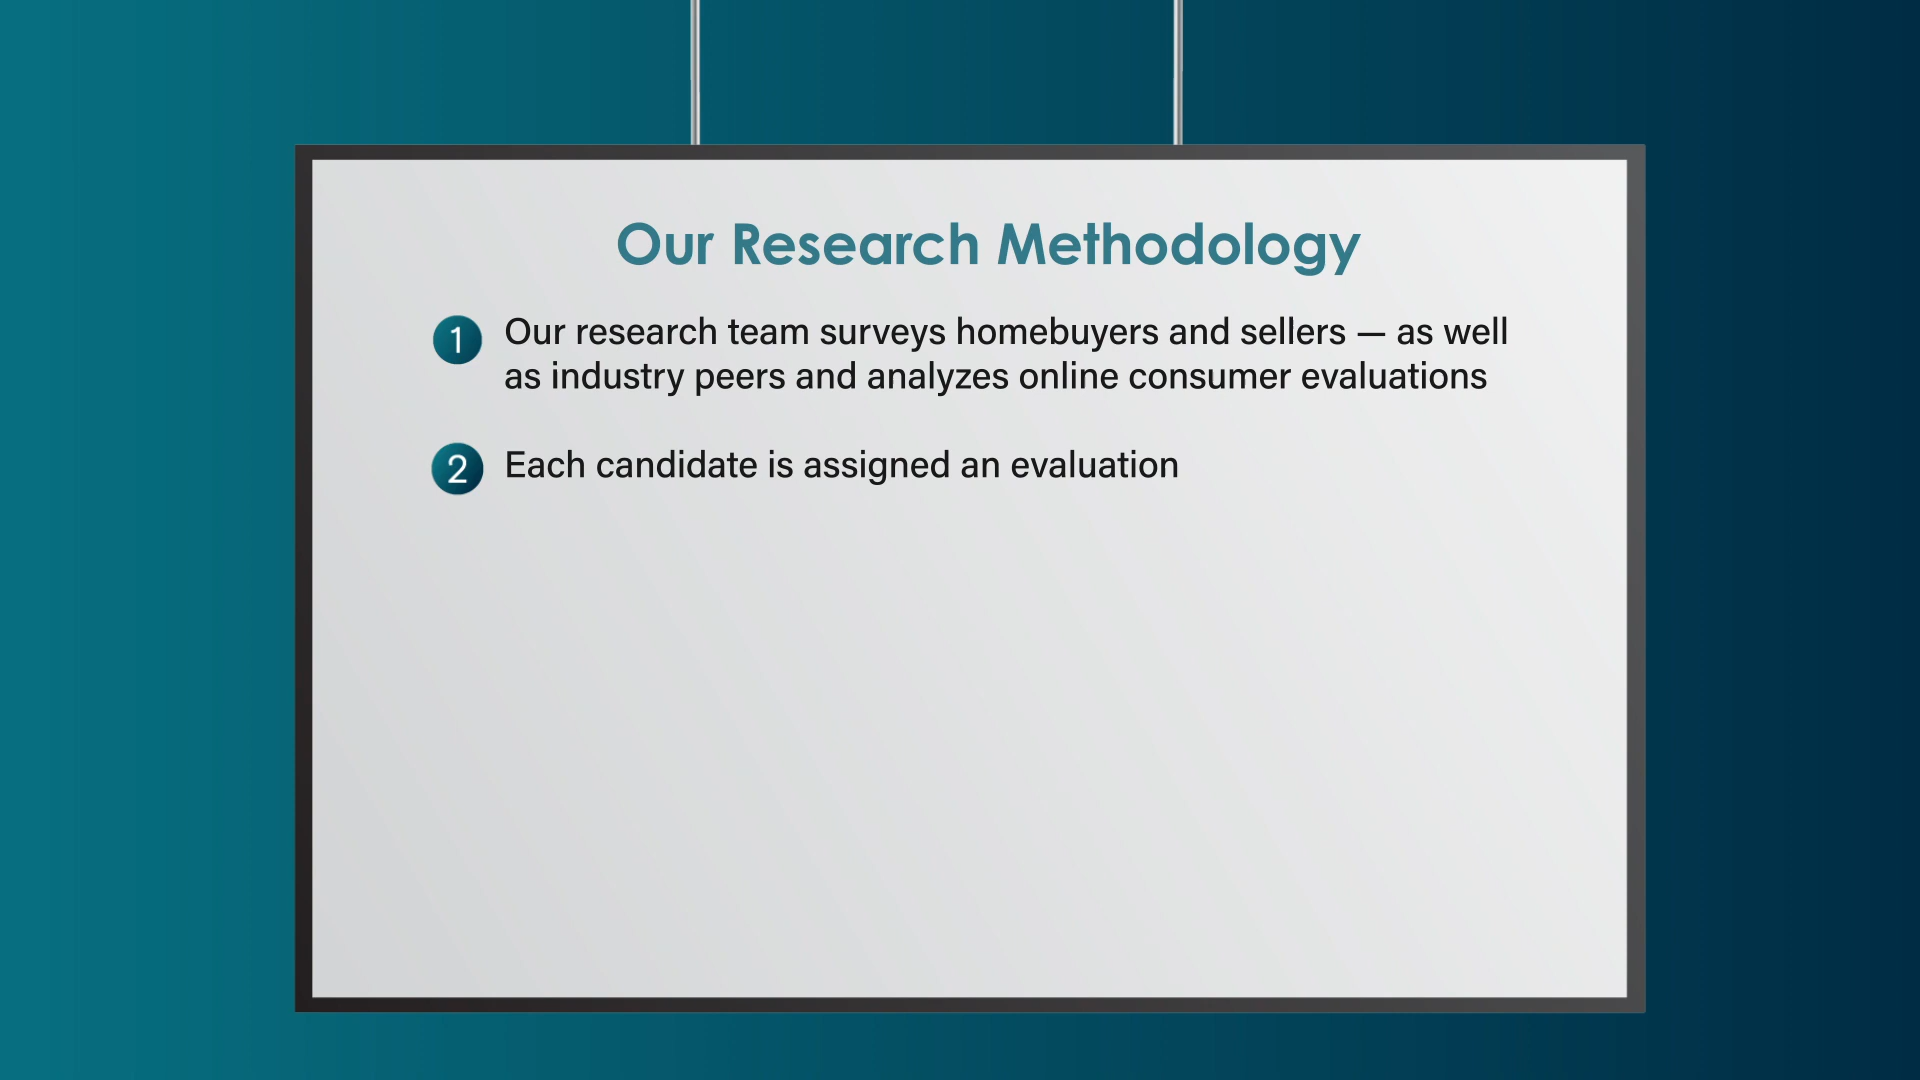 Our Research Methodology
1 Our research team surveys homebuyers and sellers — as well
as industry peers and analyzes online consumer evaluations
2 Each candidate is assigned an evaluation